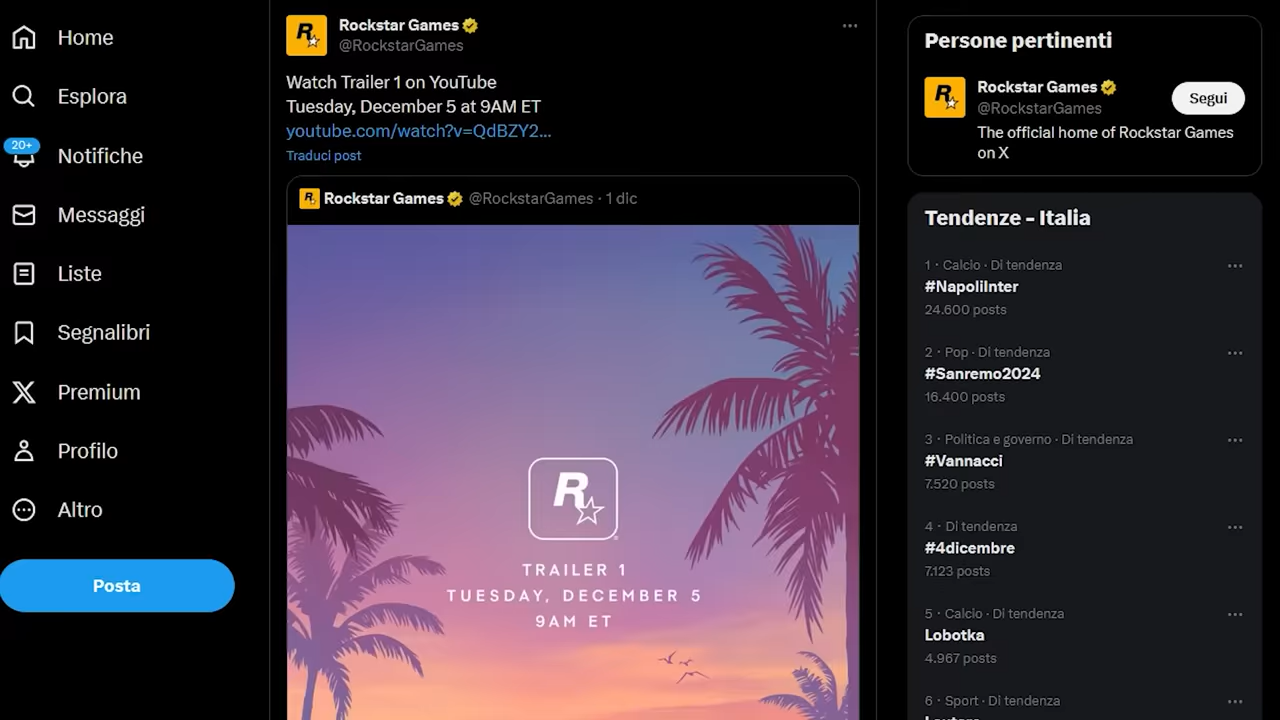 Home
Esplora
20+
Notifiche
Messaggi
Liste
Segnalibri
Premium
Profilo
Altro
Posta
Rockstar Games
@RockstarGames
Watch Trailer 1 on YouTube
Tuesday, December 5 at 9AM ET
youtube.com/watch?v=QdBZY2...
Traduci post
Rockstar Games @RockstarGames · 1 dic
TRAILER 1
TUESDAY, DECEMBER 5
9AM ET
Persone pertinenti
Rockstar Games
@RockstarGames
Segui
The official home of Rockstar Games
on X
Tendenze - Italia
1 · Calcio · Di tendenza
#NapoliInter
24.600 posts
2 · Pop · Di tendenza
#Sanremo2024
16.400 posts
3 · Politica e governo · Di tendenza
#Vannacci
7.520 posts
4 · Di tendenza
#4dicembre
7.123 posts
5 · Calcio · Di tendenza
Lobotka
4.967 posts
6 · Sport · Di tendenza